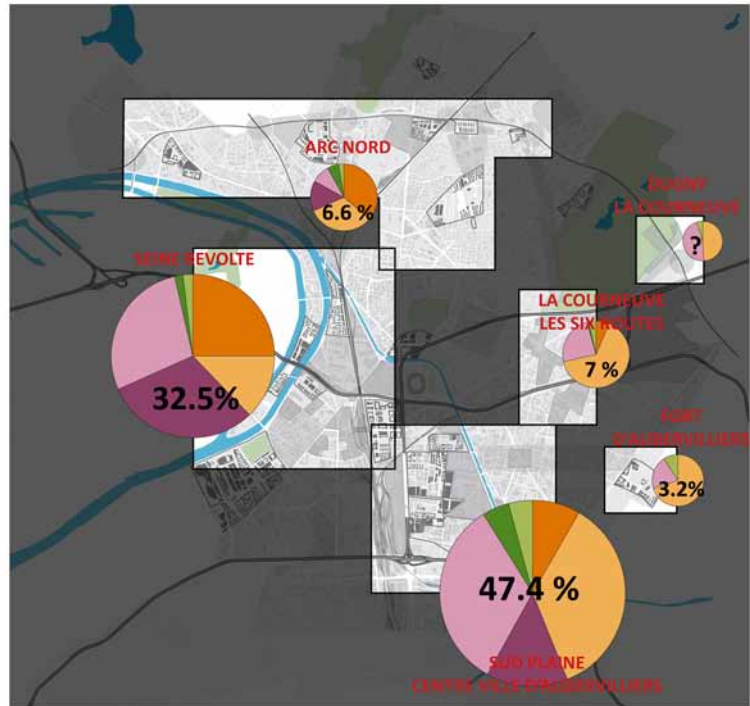 ARC NORD
6.6 %
DUGNY
LA COURNEUVE
?
SEINE REVOLTE
32.5%
LA COURNEUVE
LES SIX ROUTES
7 %
FORT
D'AUBERVILLIERS
3.2%
47.4 %
SUD PLAINE
CENTRE VILLE D'AUBERVILLIERS